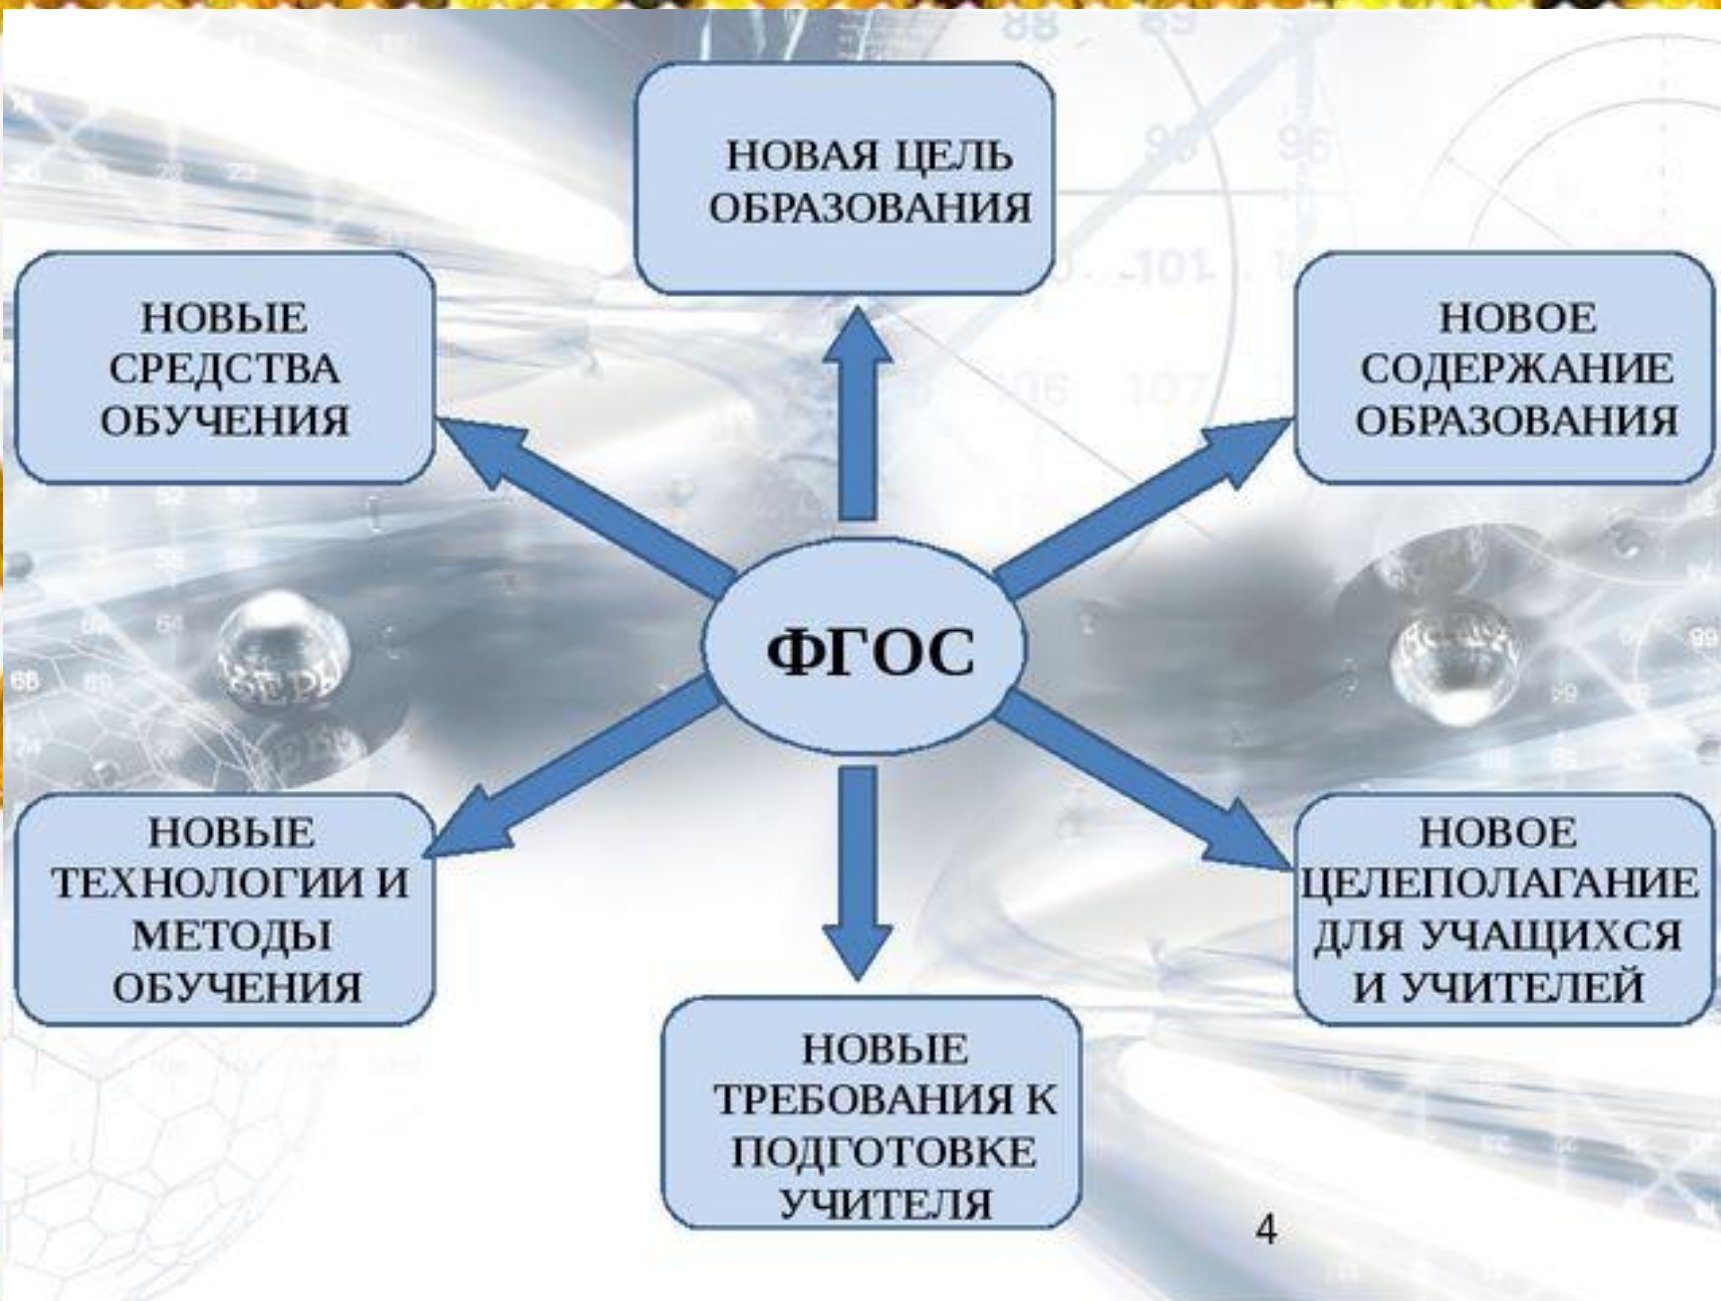 НОВАЯ ЦЕЛЬ
ОБРАЗОВАНИЯ
НОВЫЕ
СРЕДСТВА
ОБУЧЕНИЯ
НОВОЕ
СОДЕРЖАНИЕ
ОБРАЗОВАНИЯ
ФГОС
НОВЫЕ
ТЕХНОЛОГИИ И
МЕТОДЫ
ОБУЧЕНИЯ
НОВОЕ
ЦЕЛЕПОЛАГАНИЕ
ДЛЯ УЧАЩИХСЯ
И УЧИТЕЛЕЙ
НОВЫЕ
ТРЕБОВАНИЯ К
ПОДГОТОВКЕ
УЧИТЕЛЯ
4